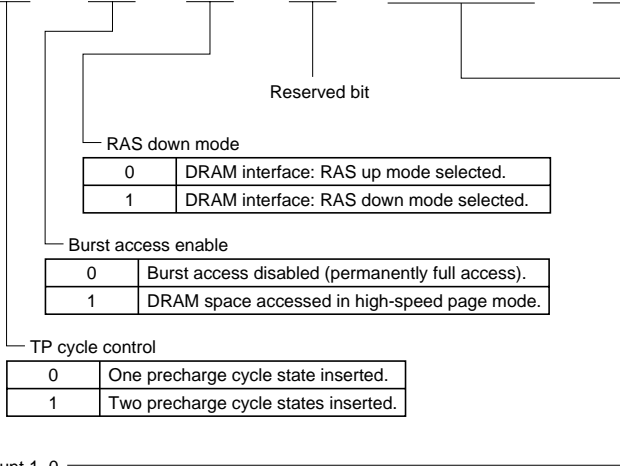 Reserved bit
RAS down mode
0 DRAM interface: RAS up mode selected.
1 DRAM interface: RAS down mode selected.
Burst access enable
0 Burst access disabled (permanently full access).
1 DRAM space accessed in high-speed page mode.
TP cycle control
0 One precharge cycle state inserted.
1 Two precharge cycle states inserted.
1, 0